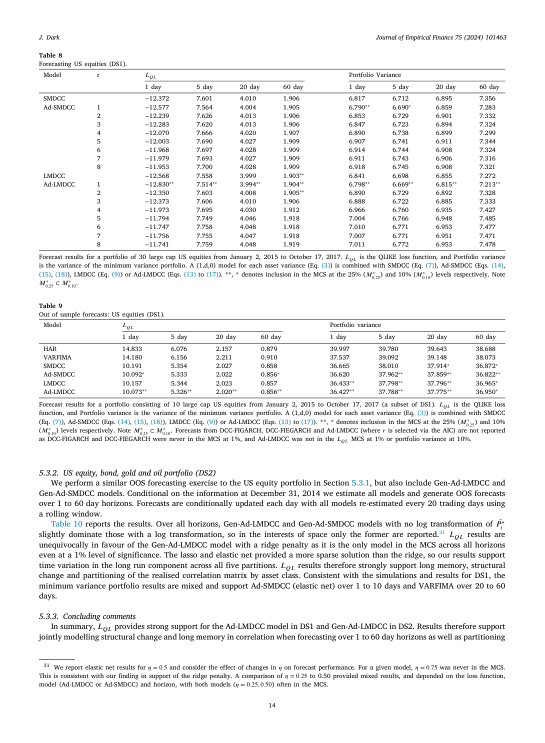 J. Dark
Journal of Empirical Finance 75 (2024) 101463
Table 8
Forecasting US equities (DS1).
Model r L_QL Portfolio Variance
1 day 5 day 20 day 60 day 1 day 5 day 20 day 60 day
SMDCC −12.372 7.601 4.010 1.906 6.817 6.712 6.895 7.356
Ad-SMDCC 1 −12.577 7.564 4.004 1.905 6.790** 6.690* 6.859 7.283
2 −12.239 7.626 4.013 1.906 6.853 6.729 6.901 7.332
3 −12.283 7.620 4.013 1.906 6.847 6.723 6.894 7.324
4 −12.070 7.666 4.020 1.907 6.890 6.738 6.899 7.299
5 −12.003 7.690 4.027 1.909 6.907 6.741 6.911 7.344
6 −11.968 7.697 4.028 1.909 6.914 6.744 6.908 7.324
7 −11.979 7.693 4.027 1.909 6.911 6.743 6.906 7.316
8 −11.953 7.700 4.028 1.909 6.918 6.745 6.908 7.321
LMDCC −12.568 7.558 3.999 1.903** 6.841 6.698 6.855 7.272
Ad-LMDCC 1 −12.830** 7.514** 3.994** 1.904** 6.798** 6.669** 6.815** 7.213**
2 −12.350 7.603 4.008 1.905** 6.890 6.729 6.892 7.328
3 −12.373 7.606 4.010 1.908 6.888 6.722 6.885 7.333
4 −11.973 7.695 4.030 1.912 6.966 6.760 6.935 7.427
5 −11.794 7.749 4.046 1.918 7.004 6.766 6.948 7.485
6 −11.747 7.758 4.048 1.918 7.010 6.771 6.953 7.477
7 −11.756 7.755 4.047 1.918 7.007 6.771 6.951 7.471
8 −11.741 7.759 4.048 1.919 7.011 6.772 6.953 7.478
Forecast results for a portfolio of 30 large cap US equities from January 2, 2015 to October 17, 2017. L_QL is the QLIKE loss function, and Portfolio variance
is the variance of the minimum variance portfolio. A (1,d,0) model for each asset variance (Eq. (3)) is combined with SMDCC (Eq. (7)), Ad-SMDCC (Eqs. (14),
(15), (18)), LMDCC (Eq. (9)) or Ad-LMDCC (Eqs. (13) to (17)). **, * denotes inclusion in the MCS at the 25% (M*0.25) and 10% (M*0.10) levels respectively. Note
M*0.25 ⊂ M*0.10.
Table 9
Out of sample forecasts: US equities (DS1).
Model L_QL Portfolio variance
1 day 5 day 20 day 60 day 1 day 5 day 20 day 60 day
HAR 14.833 6.076 2.157 0.879 39.997 39.780 39.643 38.688
VARFIMA 14.180 6.156 2.211 0.910 37.537 39.092 39.148 38.073
SMDCC 10.191 5.354 2.027 0.858 36.665 38.010 37.914* 36.872*
Ad-SMDCC 10.092* 5.333 2.022 0.856* 36.620 37.962** 37.859** 36.822**
LMDCC 10.157 5.344 2.023 0.857 36.433** 37.798** 37.796** 36.965*
Ad-LMDCC 10.073** 5.326** 2.020** 0.856** 36.427** 37.788** 37.775** 36.950*
Forecast results for a portfolio consisting of 10 large cap US equities from January 2, 2015 to October 17, 2017 (a subset of DS1). L_QL is the QLIKE loss
function, and Portfolio variance is the variance of the minimum variance portfolio. A (1,d,0) model for each asset variance (Eq. (3)) is combined with SMDCC
(Eq. (7)), Ad-SMDCC (Eqs. (14), (15), (18)), LMDCC (Eq. (9)) or Ad-LMDCC (Eqs. (13) to (17)). **, * denotes inclusion in the MCS at the 25% (M*0.25) and 10%
(M*0.10) levels respectively. Note M*0.25 ⊂ M*0.10. Forecasts from DCC-FIGARCH, DCC-FIEGARCH and Ad-LMDCC (where r is selected via the AIC) are not reported
as DCC-FIGARCH and DCC-FIEGARCH were never in the MCS at 1%, and Ad-LMDCC was not in the L_QL MCS at 1% or portfolio variance at 10%.
5.3.2. US equity, bond, gold and oil portfolio (DS2)
We perform a similar OOS forecasting exercise to the US equity portfolio in Section 5.3.1, but also include Gen-Ad-LMDCC and
Gen-Ad-SMDCC models. Conditional on the information at December 31, 2014 we estimate all models and generate OOS forecasts
over 1 to 60 day horizons. Forecasts are conditionally updated each day with all models re-estimated every 20 trading days using
a rolling window.
Table 10 reports the results. Over all horizons, Gen-Ad-LMDCC and Gen-Ad-SMDCC models with no log transformation of
slightly dominate those with a log transformation, so in the interests of space only the former are reported.31 L_QL results are
unequivocally in favour of the Gen-Ad-LMDCC model with a ridge penalty as it is the only model in the MCS across all horizons
even at a 1% level of significance. The lasso and elastic net provided a more sparse solution than the ridge, so our results support
time variation in the long run component across all five partitions. L_QL results therefore strongly support long memory, structural
change and partitioning of the realised correlation matrix by asset class. Consistent with the simulations and results for DS1, the
minimum variance portfolio results are mixed and support Ad-SMDCC (elastic net) over 1 to 10 days and VARFIMA over 20 to 60
days.
5.3.3. Concluding comments
In summary, L_QL provides strong support for the Ad-LMDCC model in DS1 and Gen-Ad-LMDCC in DS2. Results therefore support
jointly modelling structural change and long memory in correlation when forecasting over 1 to 60 day horizons as well as partitioning
31 We report elastic net results for η = 0.5 and consider the effect of changes in η on forecast performance. For a given model, η = 0.75 was never in the MCS.
This is consistent with our finding in support of the ridge penalty. A comparison of η = 0.25 to 0.50 provided mixed results, and depended on the loss function,
model (Ad-LMDCC or Ad-SMDCC) and horizon, with both models (η = 0.25, 0.50) often in the MCS.
14